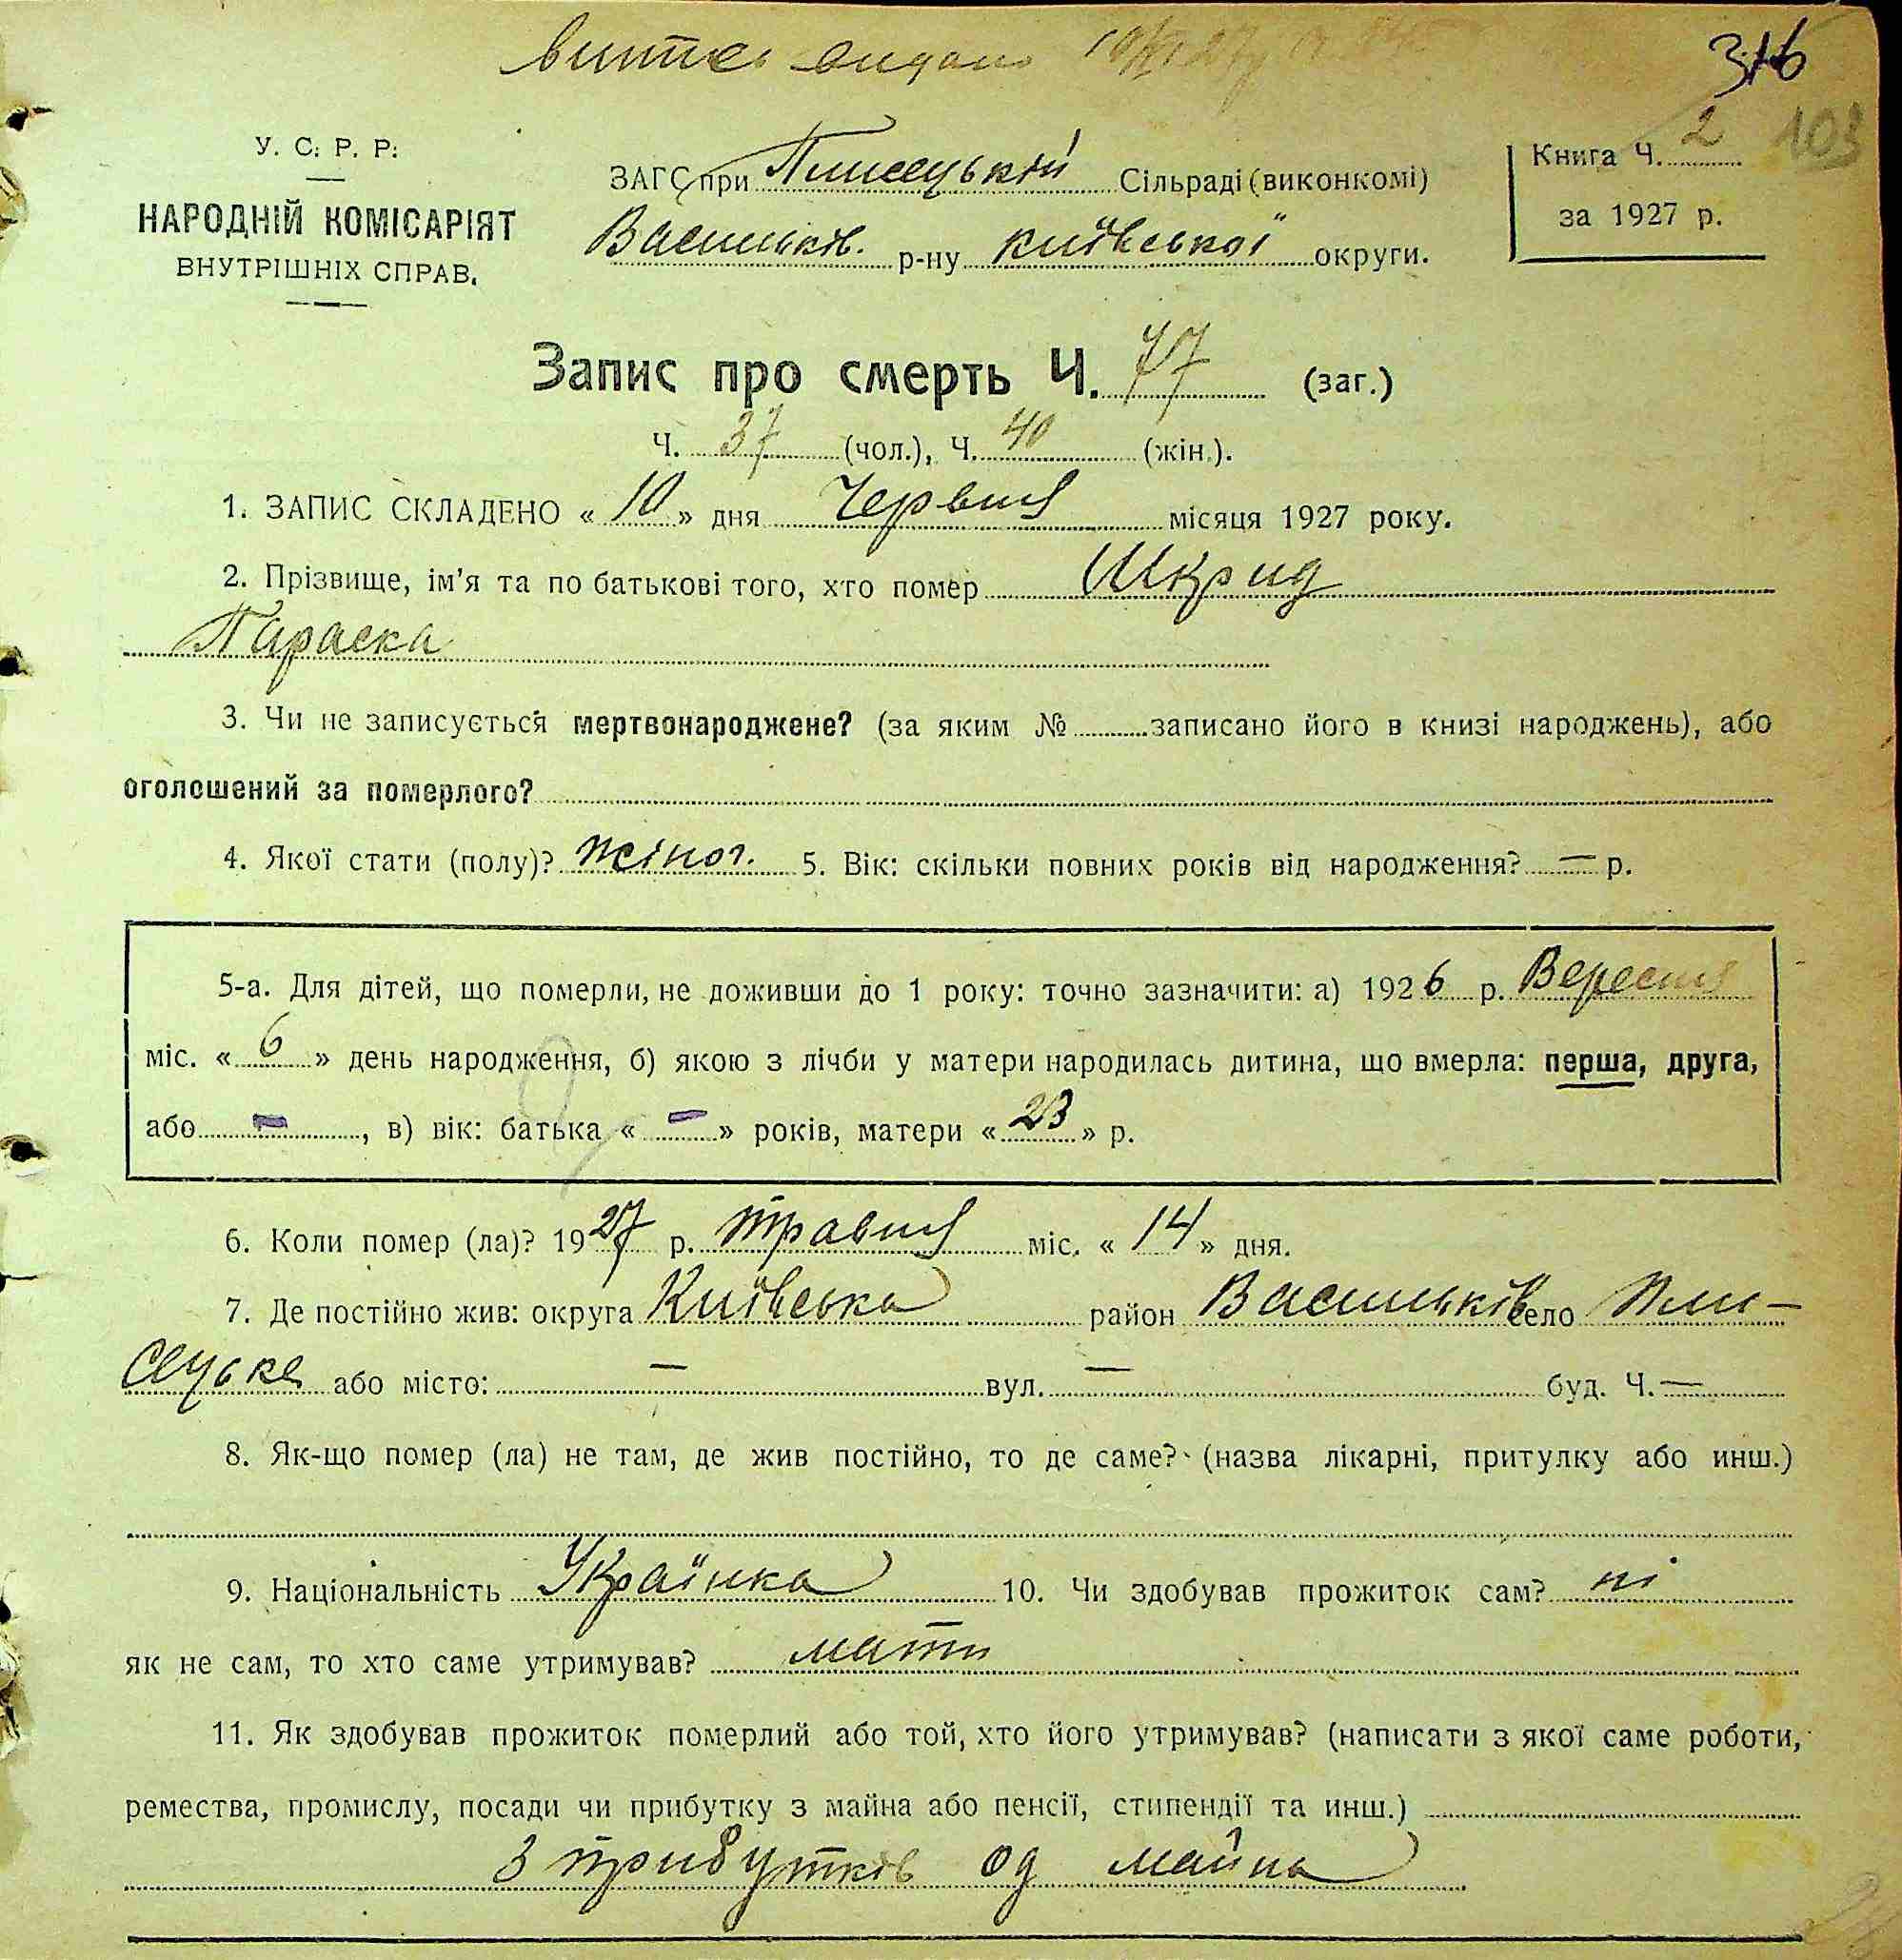 витяг видано 10/VI 27р
316
103
У. С. Р. Р.
НАРОДНІЙ КОМІСАРІЯТ
ВНУТРІШНІХ СПРАВ.
ЗАГС при Плисецькій Сільраді (виконкомі)
Васильків. р-ну Київської округи.
Книга Ч. 2
за 1927 р.
Запис про смерть Ч. 77 (заг.)
Ч. 37 (чол.), Ч. 40 (жін.).
1. ЗАПИС СКЛАДЕНО « 10 » дня Червня місяця 1927 року.
2. Прізвище, ім’я та по батькові того, хто помер Шкрид
Параска
3. Чи не записується мертвонароджене? (за яким № записано його в книзі народжень), або
оголошений за померлого?
4. Якої стати (полу)? жіноч. 5. Вік: скільки повних років від народження? — р.
5-а. Для дітей, що померли, не доживши до 1 року: точно зазначити: а) 1926 р. Вересня
міс. « 6 » день народження, б) якою з лічби у матери народилась дитина, що вмерла: перша, друга,
або — , в) вік: батька « — » років, матери « 23 » р.
6. Коли помер (ла)? 1927 р. травня міс. « 14 » дня.
7. Де постійно жив: округа Київська район Васильків село Пли-
сецьке або місто: — вул. — буд. Ч. —
8. Як-що помер (ла) не там, де жив постійно, то де саме? (назва лікарні, притулку або инш.)
9. Національність Українка 10. Чи здобував прожиток сам? ні
як не сам, то хто саме утримував? мати
11. Як здобував прожиток померлий або той, хто його утримував? (написати з якої саме роботи,
ремества, промислу, посади чи прибутку з майна або пенсії, стипендії та инш.)
З прибутків од майна